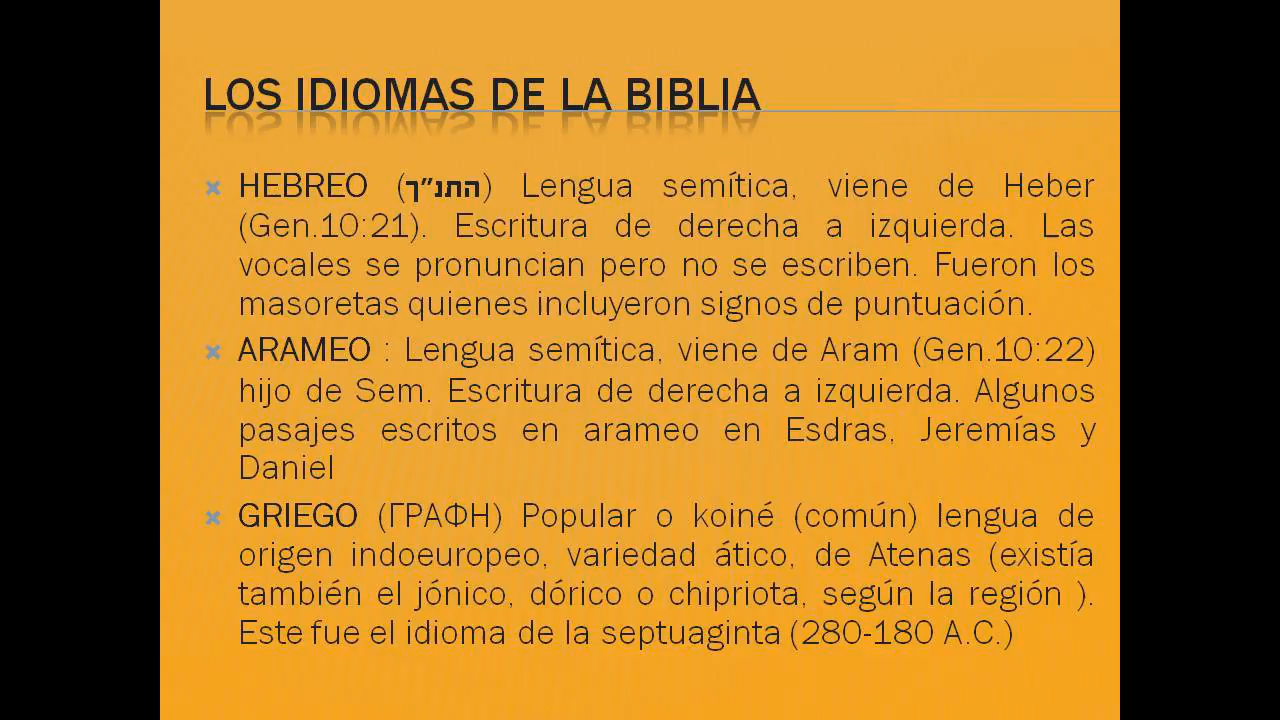 LOS IDIOMAS DE LA BIBLIA
HEBREO (התנ"ך) Lengua semítica, viene de Heber
(Gen.10:21). Escritura de derecha a izquierda. Las
vocales se pronuncian pero no se escriben. Fueron los
masoretas quienes incluyeron signos de puntuación.
ARAMEO : Lengua semítica, viene de Aram (Gen.10:22)
hijo de Sem. Escritura de derecha a izquierda. Algunos
pasajes escritos en arameo en Esdras, Jeremías y
Daniel
GRIEGO (ΓΡΑΦΗ) Popular o koiné (común) lengua de
origen indoeuropeo, variedad ático, de Atenas (existía
también el jónico, dórico o chipriota, según la región ).
Este fue el idioma de la septuaginta (280-180 A.C.)